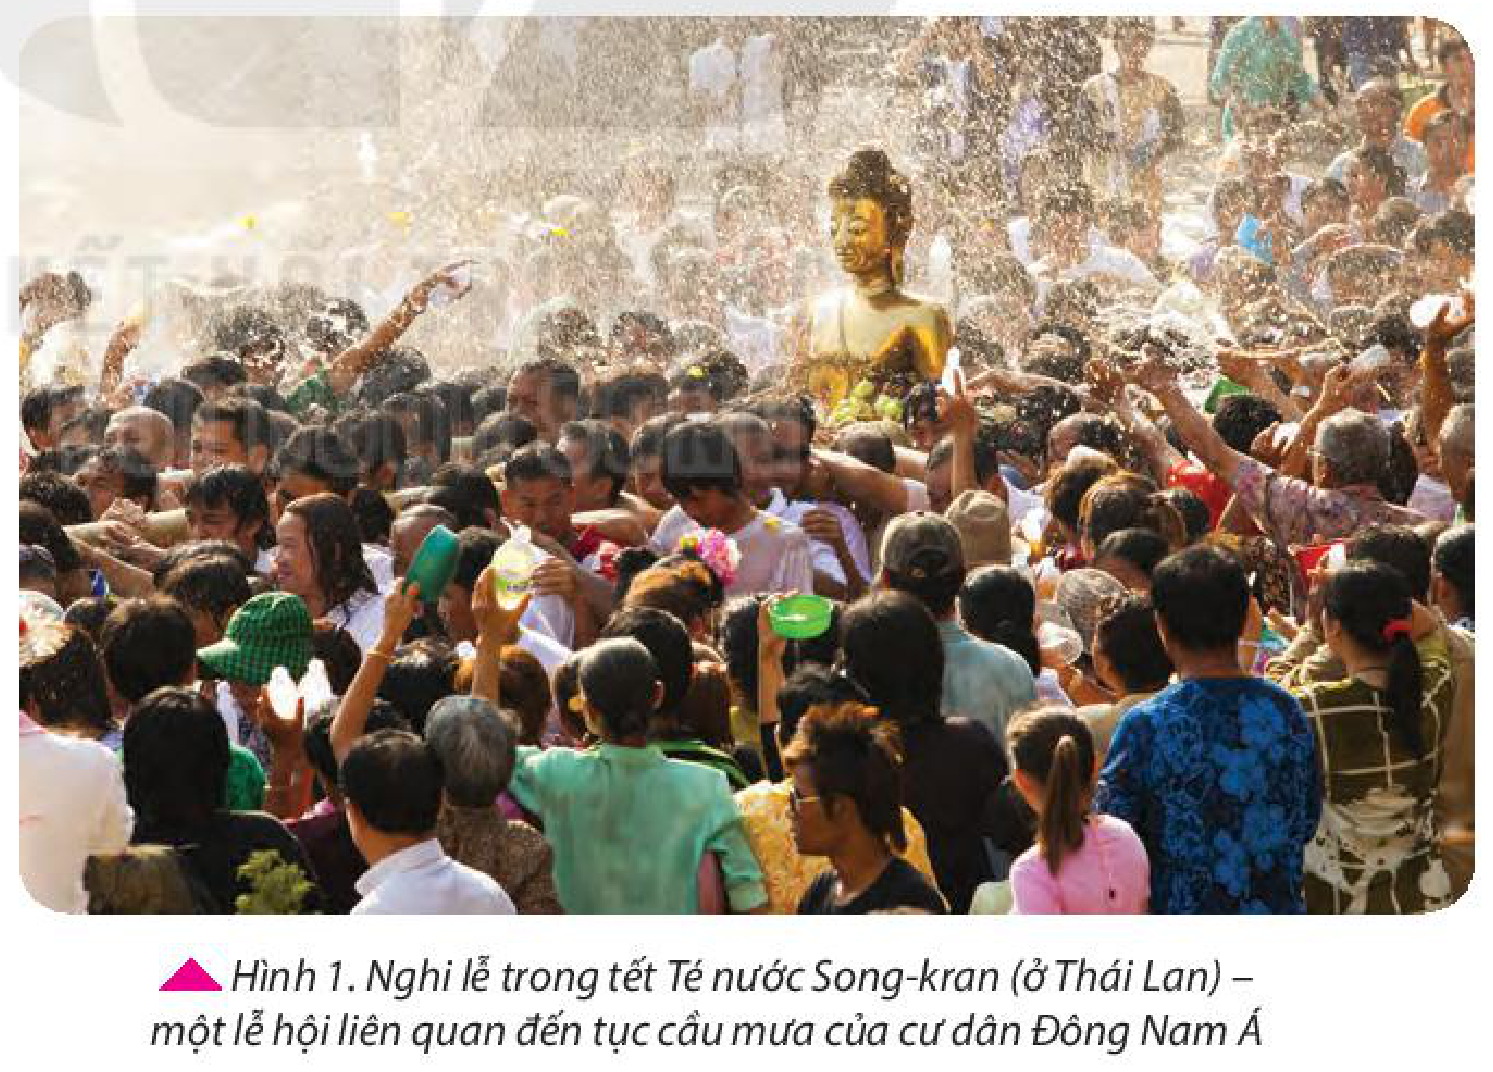 Hình 1. Nghi lễ trong tết Té nước Song-kran (ở Thái Lan) –
một lễ hội liên quan đến tục cầu mưa của cư dân Đông Nam Á